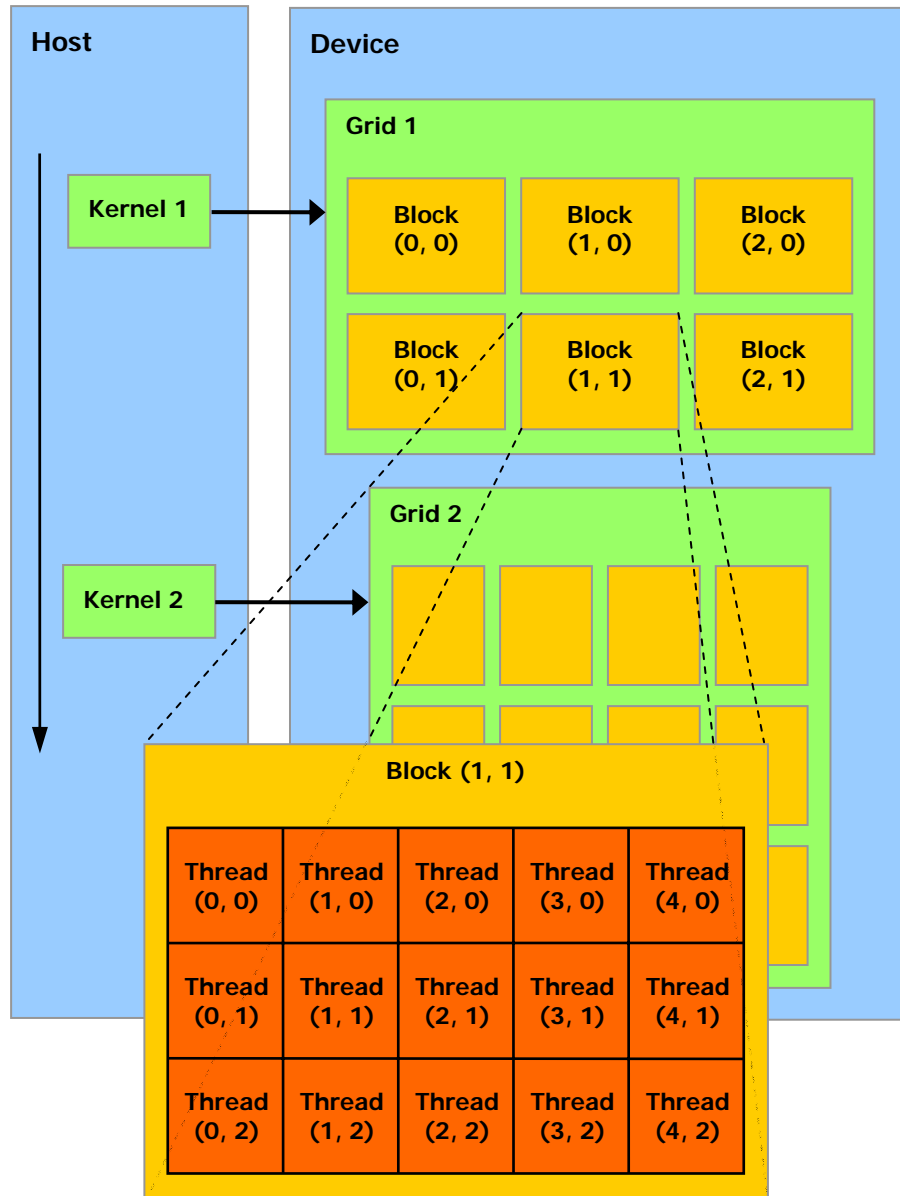 Host
Device
Grid 1
Kernel 1
Block
(0, 0)
Block
(1, 0)
Block
(2, 0)
Block
(0, 1)
Block
(1, 1)
Block
(2, 1)
Grid 2
Kernel 2
Block (1, 1)
Thread
(0, 0)
Thread
(1, 0)
Thread
(2, 0)
Thread
(3, 0)
Thread
(4, 0)
Thread
(0, 1)
Thread
(1, 1)
Thread
(2, 1)
Thread
(3, 1)
Thread
(4, 1)
Thread
(0, 2)
Thread
(1, 2)
Thread
(2, 2)
Thread
(3, 2)
Thread
(4, 2)